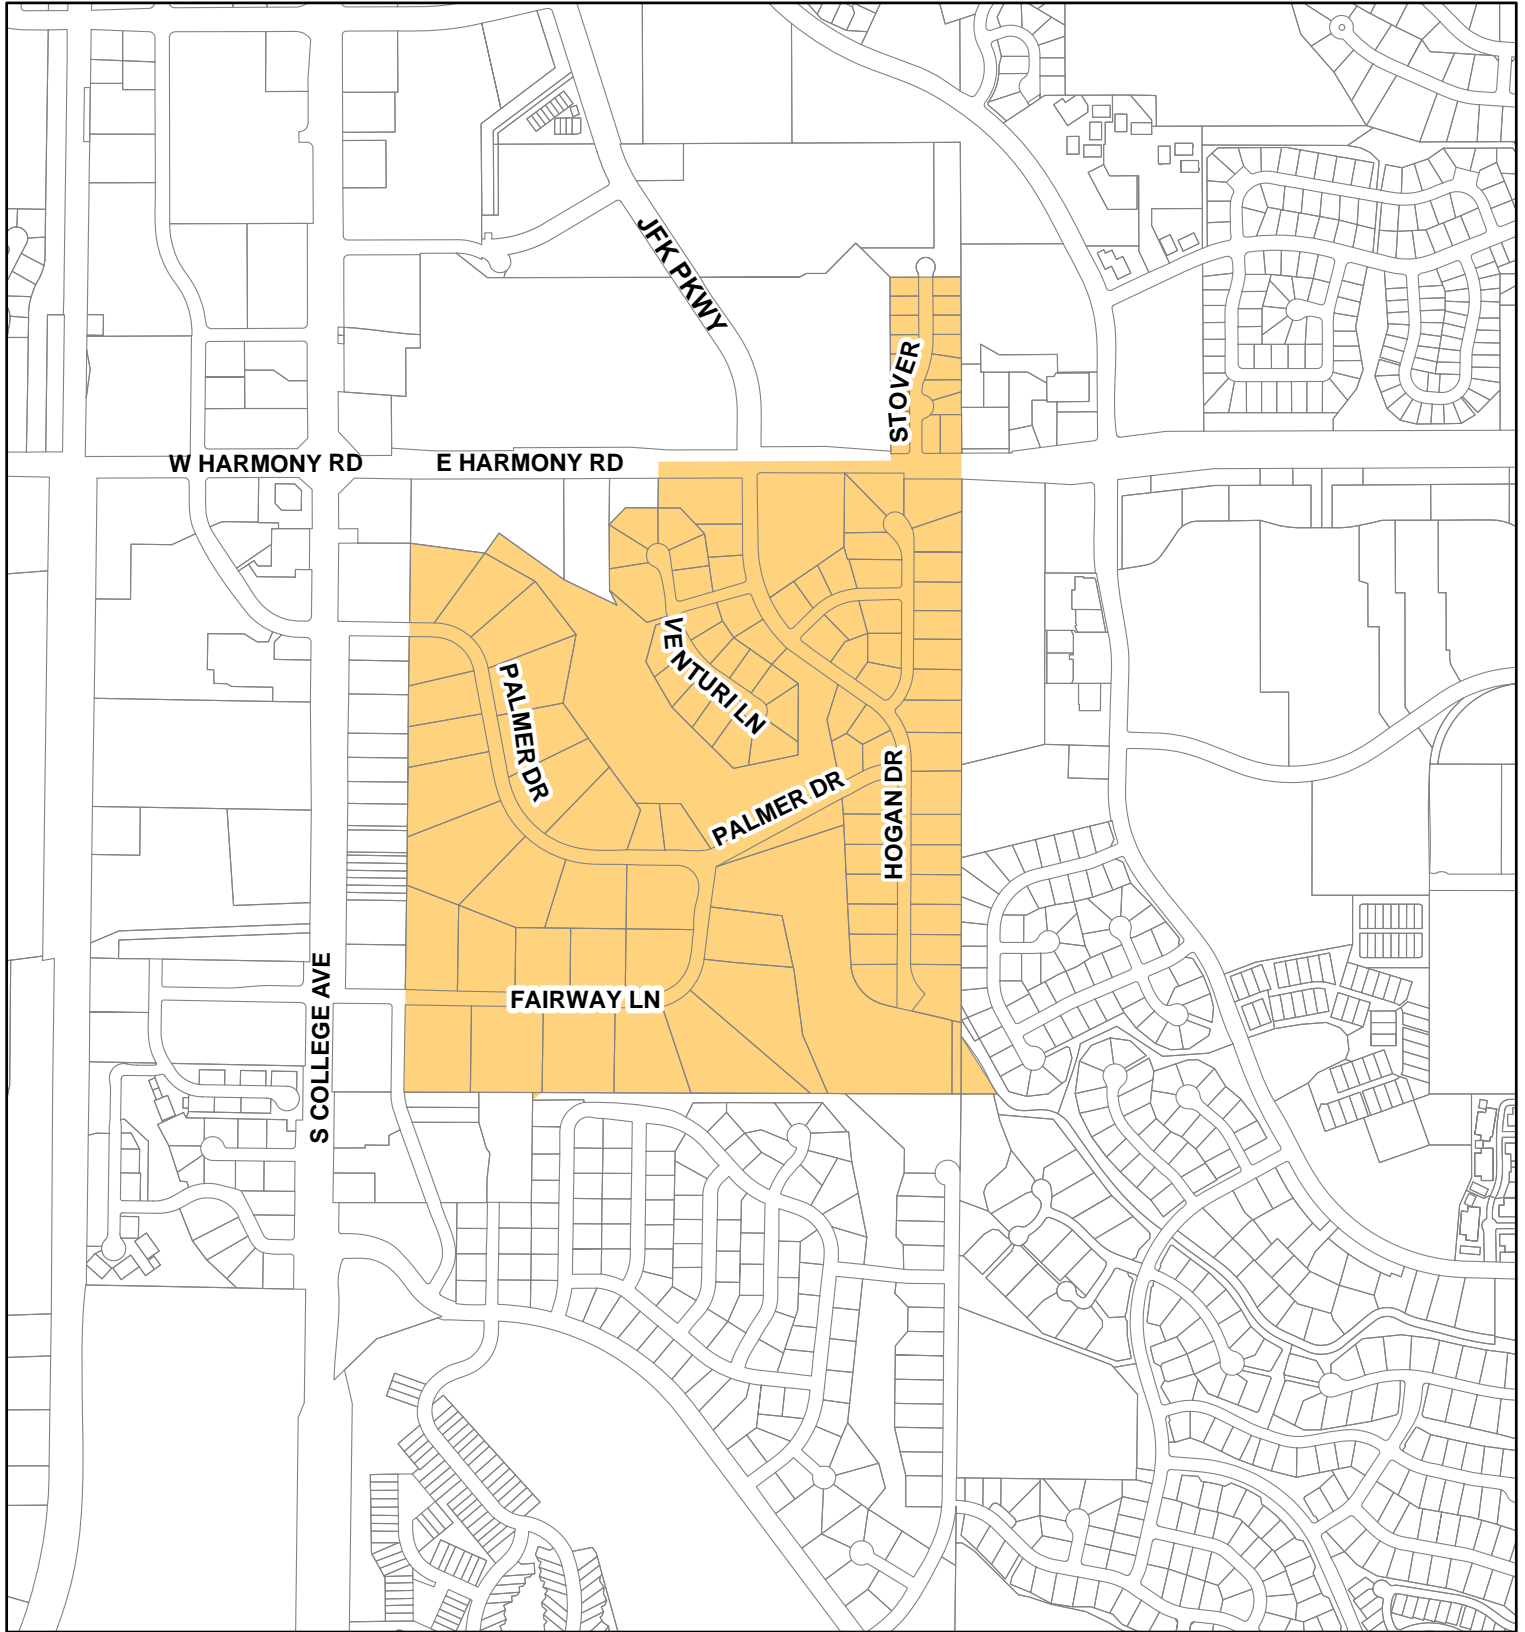 JFK PKWY
STOVER
W HARMONY RD
E HARMONY RD
VENTURI LN
PALMER DR
PALMER DR
HOGAN DR
FAIRWAY LN
S COLLEGE AVE